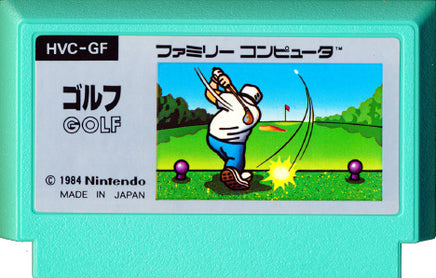 HVC-GF
ファミリー コンピュータ™
ゴルフ
GOLF
© 1984 Nintendo
MADE IN JAPAN